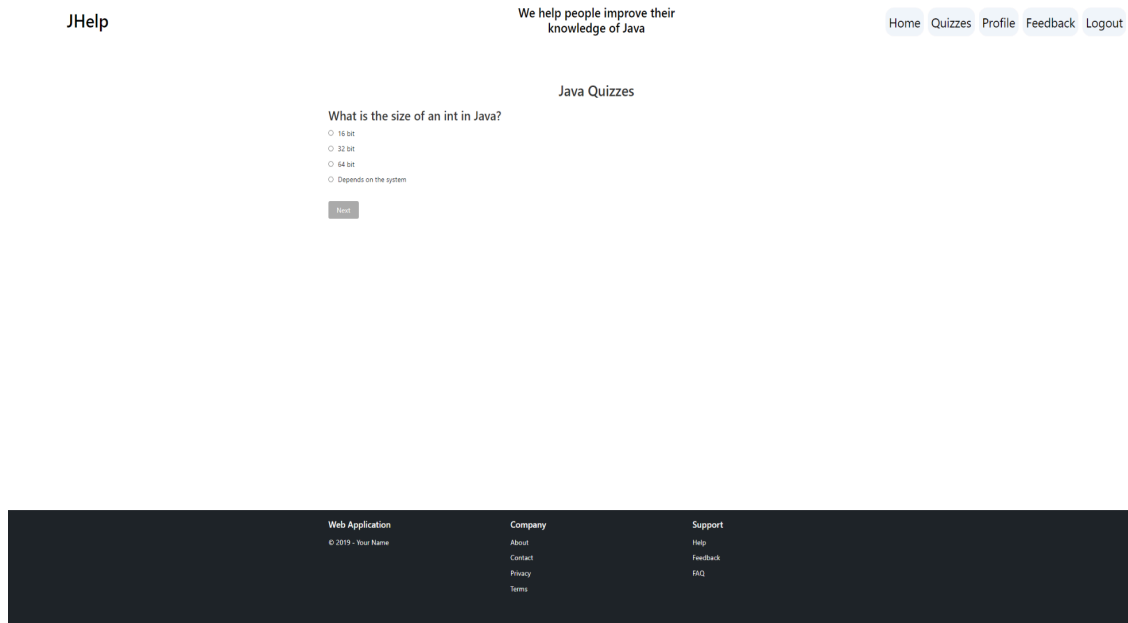 JHelp
We help people improve their
knowledge of Java
Home Quizzes Profile Feedback Logout
Java Quizzes
What is the size of an int in Java?
16 bit
32 bit
64 bit
Depends on the system
Next
Web Application
© 2019 - Your Name
Company
About
Contact
Privacy
Terms
Support
Help
Feedback
FAQ